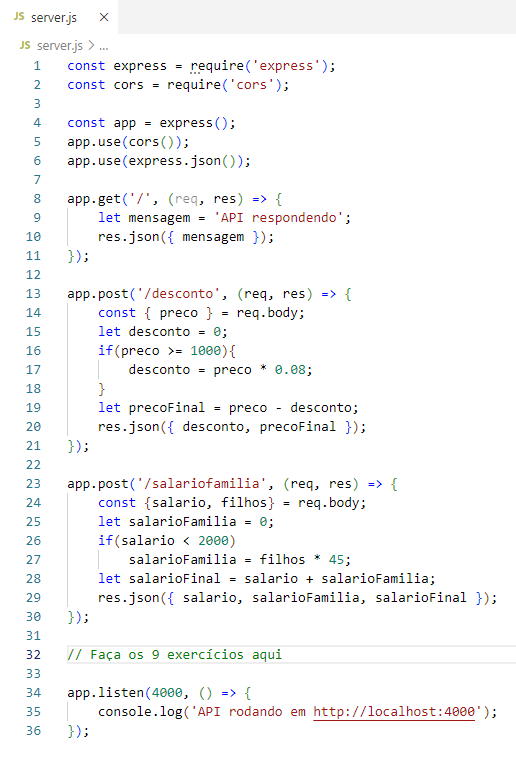 JS server.js ×
JS server.js > ...
1 const express = require('express');
2 const cors = require('cors');
3
4 const app = express();
5 app.use(cors());
6 app.use(express.json());
7
8 app.get('/', (req, res) => {
9     let mensagem = 'API respondendo';
10     res.json({ mensagem });
11 });
12
13 app.post('/desconto', (req, res) => {
14     const { preco } = req.body;
15     let desconto = 0;
16     if(preco >= 1000){
17         desconto = preco * 0.08;
18     }
19     let precoFinal = preco - desconto;
20     res.json({ desconto, precoFinal });
21 });
22
23 app.post('/salariofamilia', (req, res) => {
24     const {salario, filhos} = req.body;
25     let salarioFamilia = 0;
26     if(salario < 2000)
27         salarioFamilia = filhos * 45;
28     let salarioFinal = salario + salarioFamilia;
29     res.json({ salario, salarioFamilia, salarioFinal });
30 });
31
32 // Faça os 9 exercícios aqui
33
34 app.listen(4000, () => {
35     console.log('API rodando em http://localhost:4000');
36 });